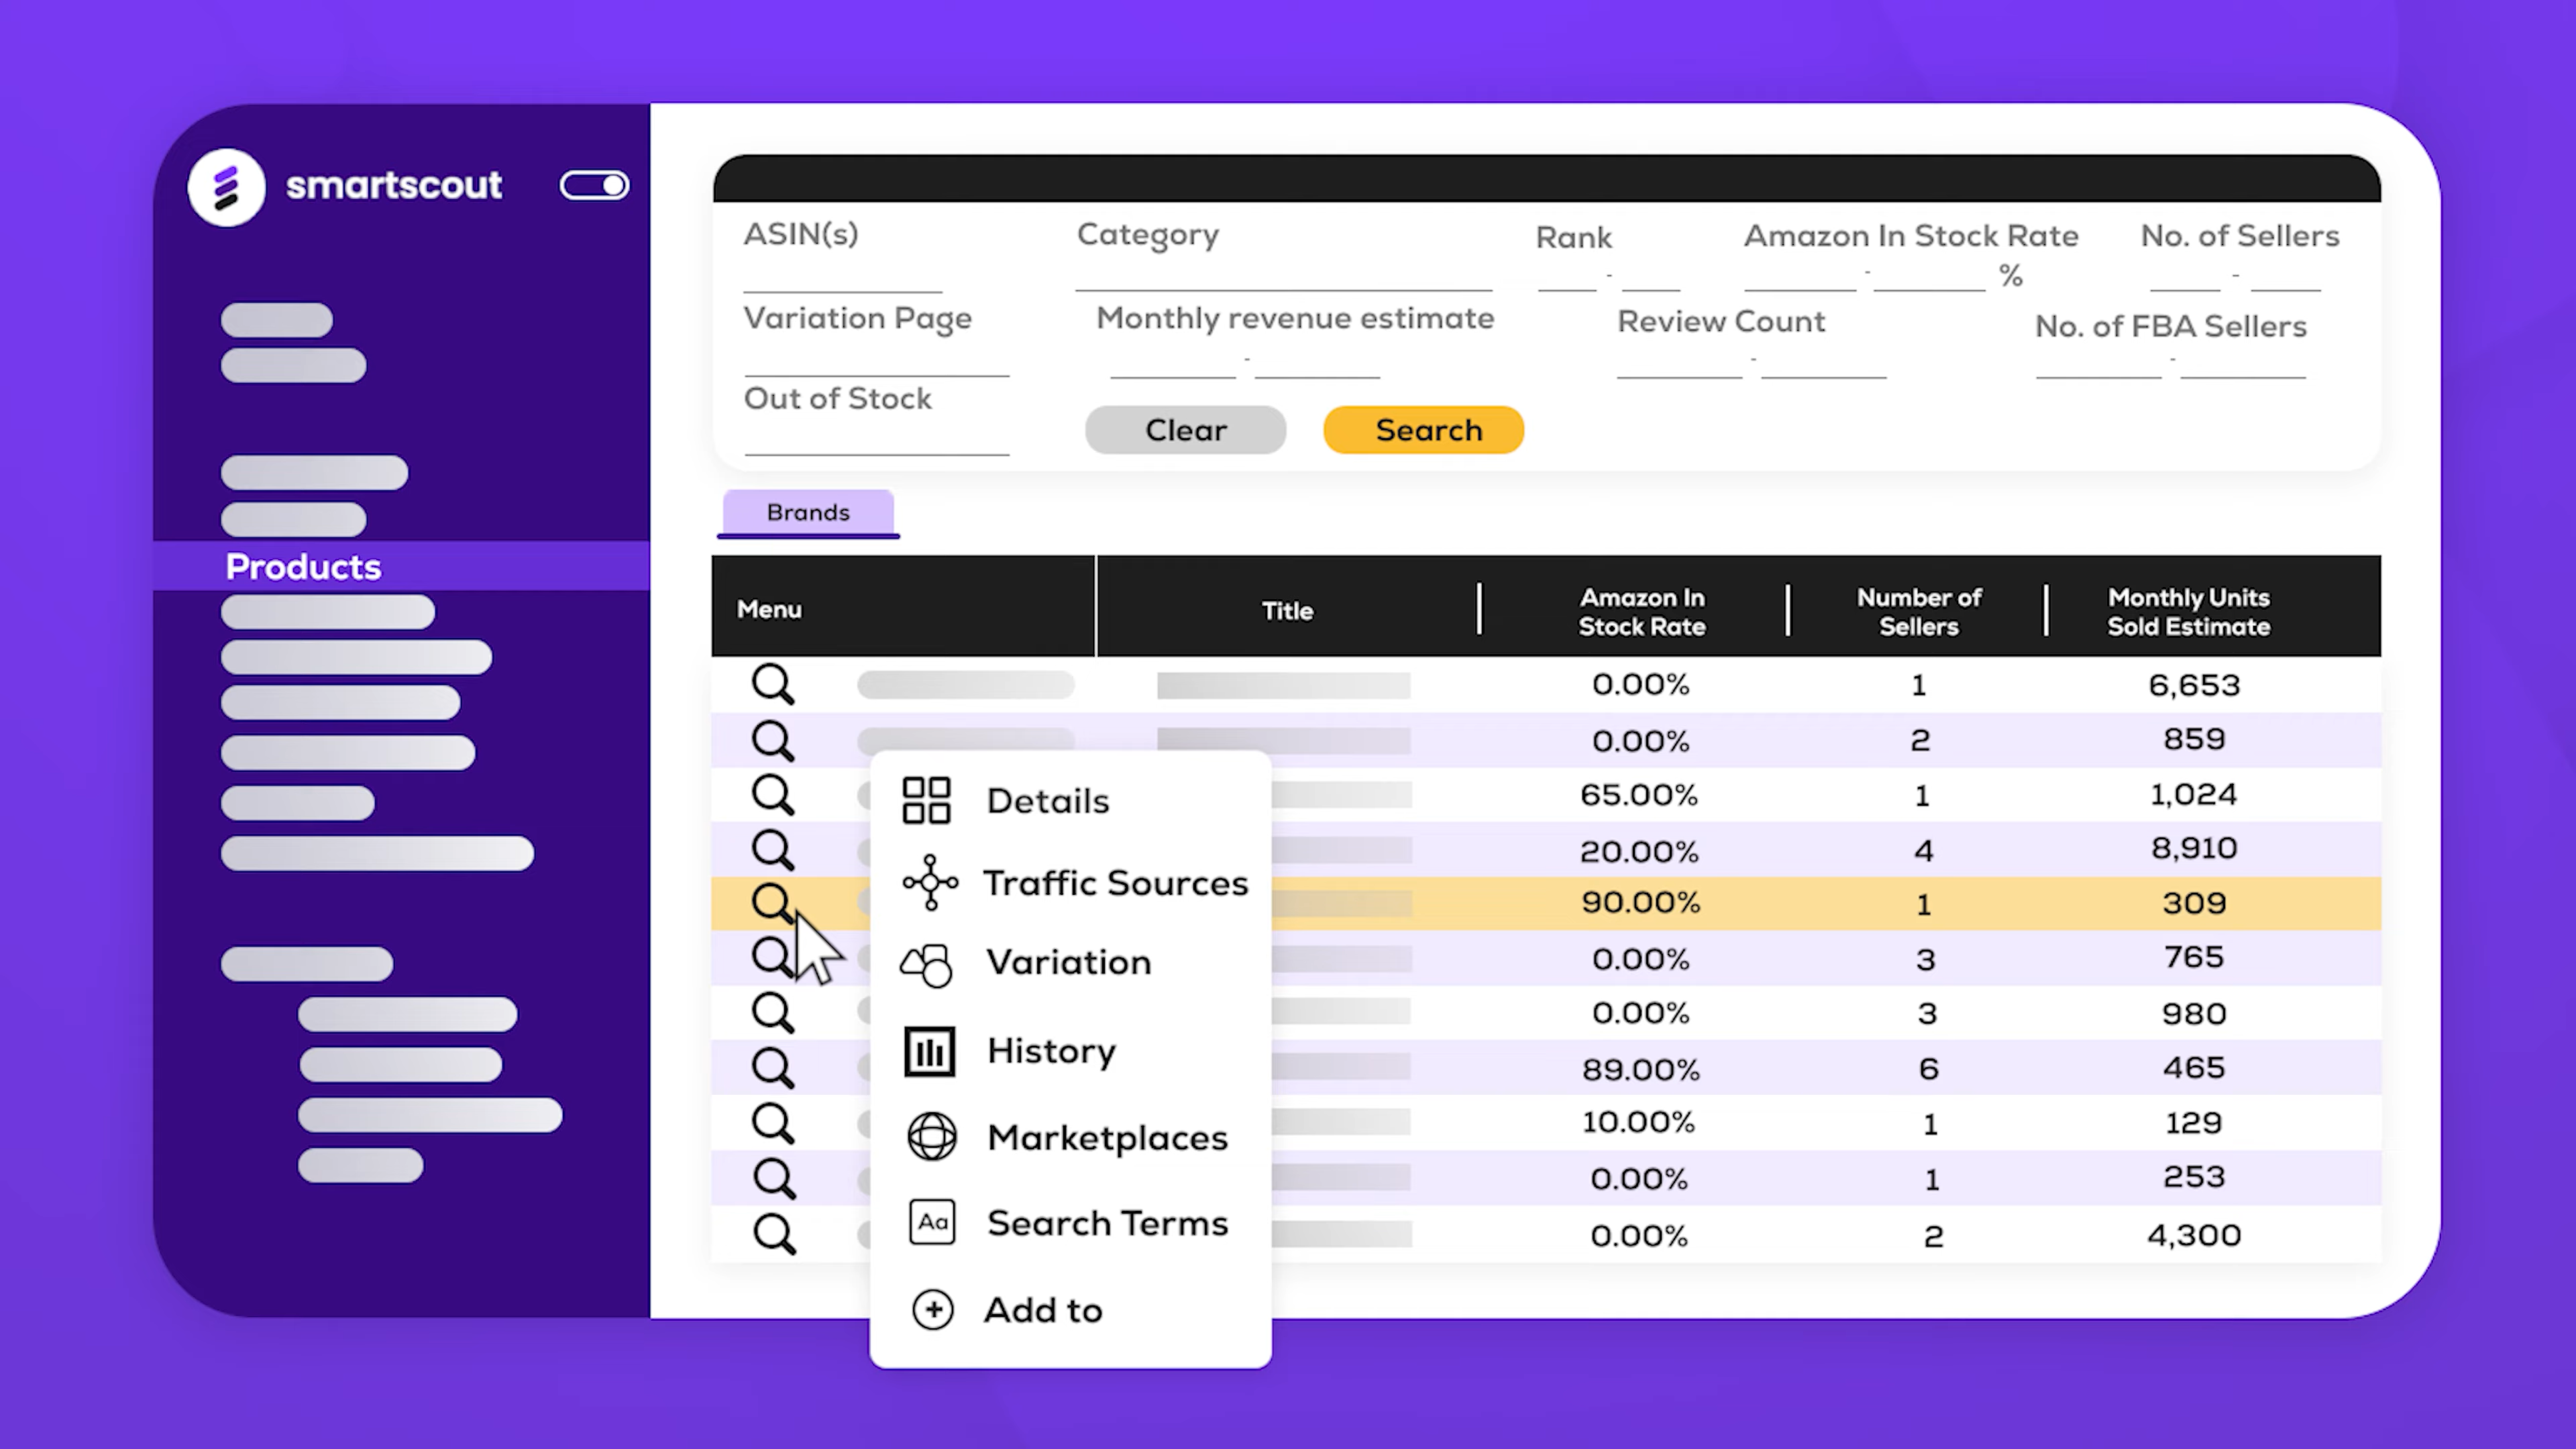 smartscout
ASIN(s)
Category
Rank
Amazon In Stock Rate
No. of Sellers
- - % -
Variation Page
Monthly revenue estimate
Review Count
No. of FBA Sellers
- - -
Out of Stock
Clear
Search
Brands
Products
Menu
Title
Amazon In
Stock Rate
Number of
Sellers
Monthly Units
Sold Estimate
0.00% 1 6,653
0.00% 2 859
65.00% 1 1,024
20.00% 4 8,910
90.00% 1 309
0.00% 3 765
0.00% 3 980
89.00% 6 465
10.00% 1 129
0.00% 1 253
0.00% 2 4,300
Details
Traffic Sources
Variation
History
Marketplaces
Aa Search Terms
Add to